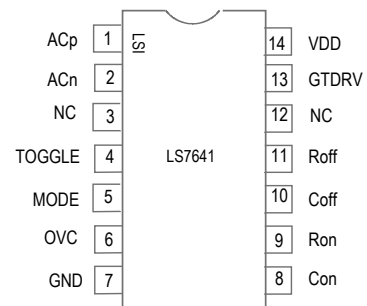 ACp 1 LSI 14 VDD
ACn 2 13 GTDRV
NC 3 12 NC
TOGGLE 4 LS7641 11 Roff
MODE 5 10 Coff
OVC 6 9 Ron
GND 7 8 Con